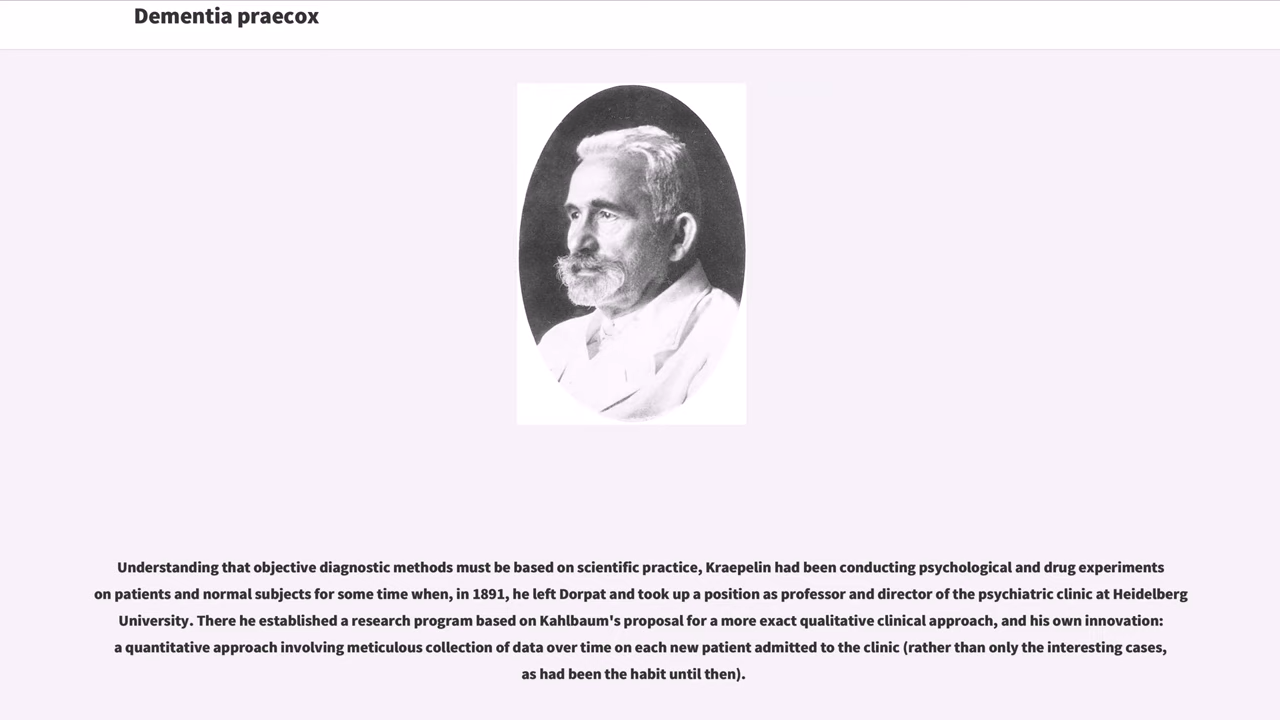 Dementia praecox
Understanding that objective diagnostic methods must be based on scientific practice, Kraepelin had been conducting psychological and drug experiments
on patients and normal subjects for some time when, in 1891, he left Dorpat and took up a position as professor and director of the psychiatric clinic at Heidelberg
University. There he established a research program based on Kahlbaum's proposal for a more exact qualitative clinical approach, and his own innovation:
a quantitative approach involving meticulous collection of data over time on each new patient admitted to the clinic (rather than only the interesting cases,
as had been the habit until then).